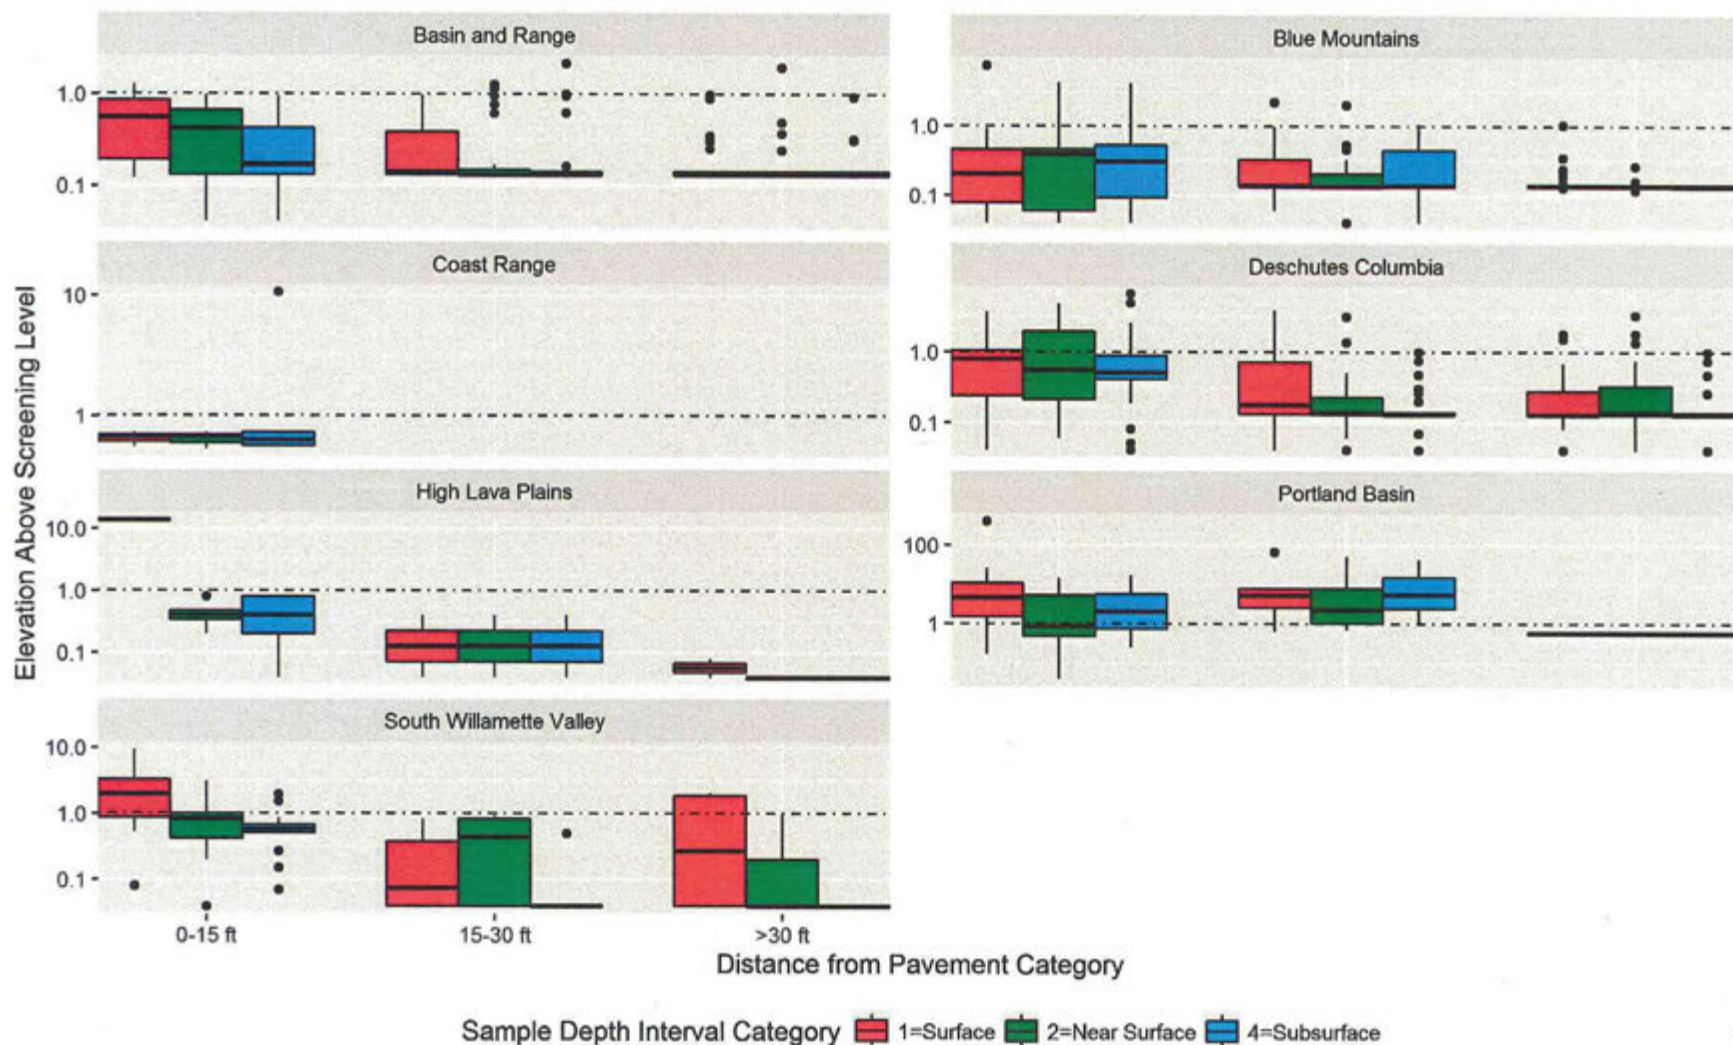 Basin and Range
1.0
0.1
Blue Mountains
1.0
0.1
Coast Range
10
1
Deschutes Columbia
1.0
0.1
High Lava Plains
10.0
1.0
0.1
Portland Basin
100
1
South Willamette Valley
10.0
1.0
0.1
0-15 ft 15-30 ft >30 ft
Elevation Above Screening Level
Distance from Pavement Category
Sample Depth Interval Category 1=Surface 2=Near Surface 4=Subsurface